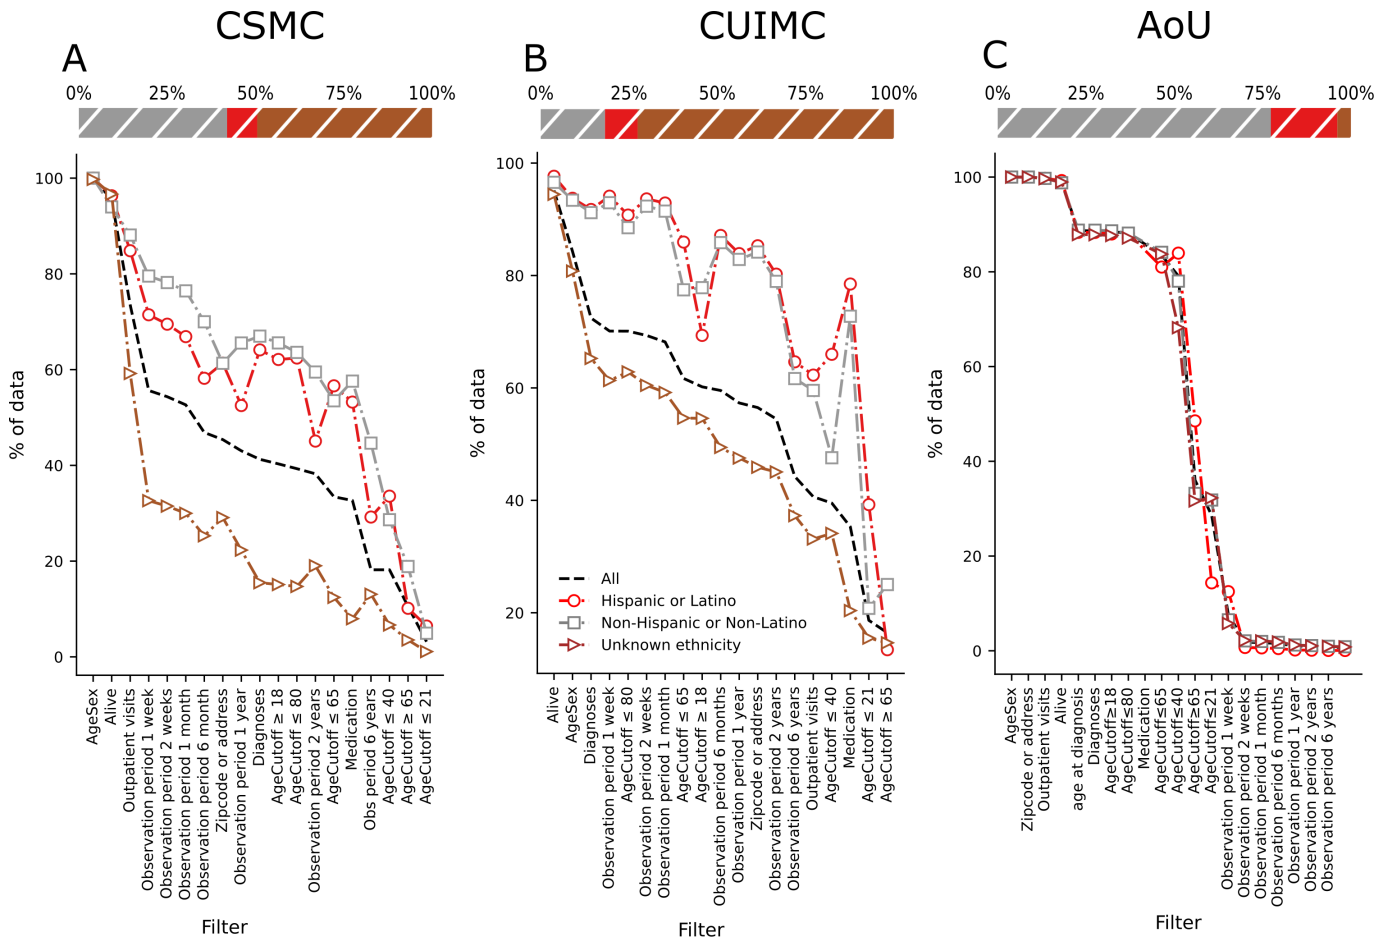 CSMC
CUIMC
AoU
A
B
C
0% 25% 50% 75% 100%
0% 25% 50% 75% 100%
0% 25% 50% 75% 100%
% of data
100
80
60
40
20
0
AgeSex
Alive
Outpatient visits
Observation period 1 week
Observation period 2 weeks
Observation period 1 month
Observation period 6 month
Zipcode or address
Observation period 1 year
Diagnoses
AgeCutoff ≥ 18
AgeCutoff ≤ 80
Observation period 2 years
AgeCutoff ≤ 65
Medication
Obs period 6 years
AgeCutoff ≤ 40
AgeCutoff ≥ 65
AgeCutoff ≤ 21
Filter
% of data
100
80
60
40
20
All
Hispanic or Latino
Non-Hispanic or Non-Latino
Unknown ethnicity
Alive
AgeSex
Diagnoses
Observation period 1 week
AgeCutoff ≤ 80
Observation period 2 weeks
Observation period 1 month
AgeCutoff ≤ 65
AgeCutoff ≥ 18
Observation period 6 months
Observation period 1 year
Zipcode or address
Observation period 2 years
Observation period 6 years
Outpatient visits
AgeCutoff ≤ 40
Medication
AgeCutoff ≤ 21
AgeCutoff ≥ 65
Filter
% of data
100
80
60
40
20
0
AgeSex
Zipcode or address
Outpatient visits
Alive
age at diagnosis
Diagnoses
AgeCutoff≥18
AgeCutoff≤80
Medication
AgeCutoff≤65
AgeCutoff≤40
AgeCutoff≥65
AgeCutoff≤21
Observation period 1 week
Observation period 2 weeks
Observation period 1 month
Observation period 6 months
Observation period 1 year
Observation period 2 years
Observation period 6 years
Filter